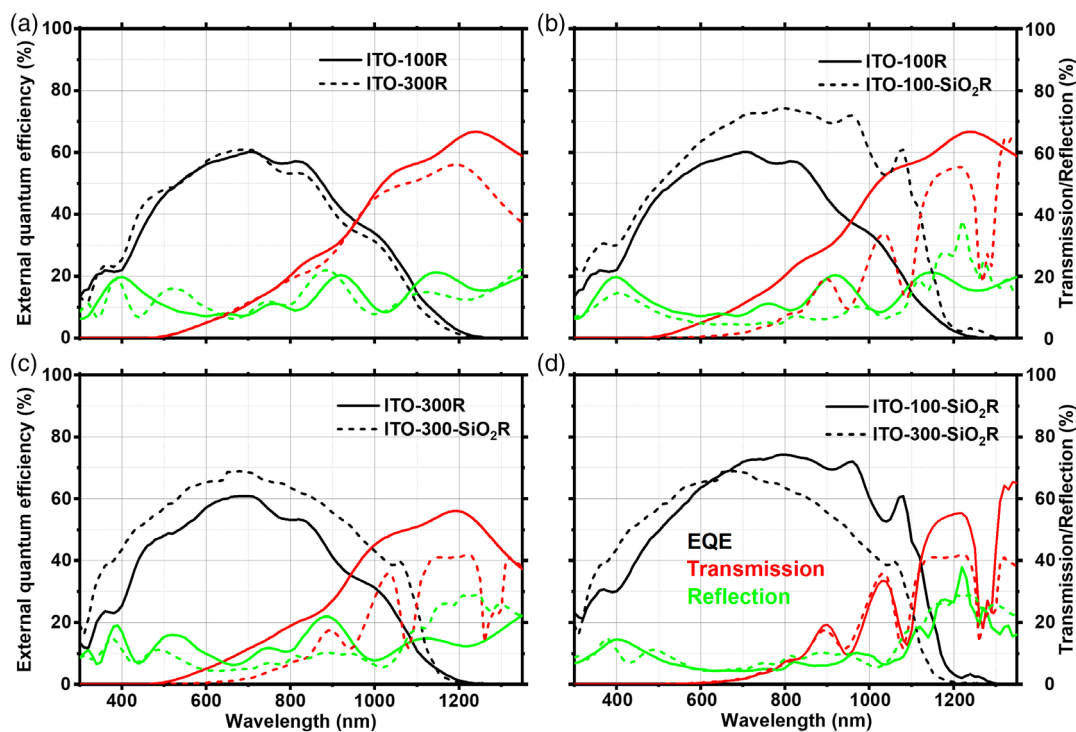 (a)
100
80
60
40
20
0
External quantum efficiency (%)
ITO-100R
ITO-300R
(b)
ITO-100R
ITO-100-SiO₂R
100
80
60
40
20
0
Transmission/Reflection (%)
(c)
100
80
60
40
20
0
External quantum efficiency (%)
ITO-300R
ITO-300-SiO₂R
400 600 800 1000 1200
Wavelength (nm)
(d)
ITO-100-SiO₂R
ITO-300-SiO₂R
EQE
Transmission
Reflection
100
80
60
40
20
0
Transmission/Reflection (%)
400 600 800 1000 1200
Wavelength (nm)